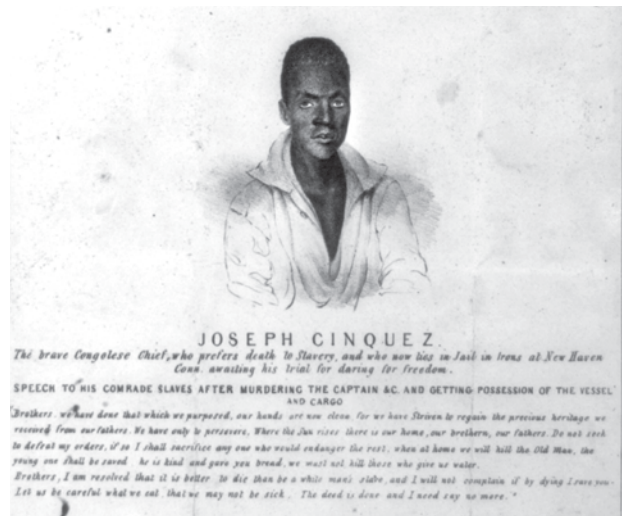 JOSEPH CINQUEZ.
The brave Congolese Chief, who prefers death to Slavery, and who now lies in Jail in Irons at New Haven
Conn. awaiting his trial for daring for freedom.
SPEECH TO HIS COMRADE SLAVES AFTER MURDERING THE CAPTAIN &C. AND GETTING POSSESSION OF THE VESSEL
AND CARGO
Brothers, we have done that which we purposed, our hands are now clean for we have Striven to regain the precious heritage we
received from our fathers. We have only to persevere. Where the Sun rises there is our home, our brethern, our fathers. Do not seek
to defeat my orders, if so I shall sacrifice any one who would endanger the rest, when at home we will kill the Old Man, the
young one shall be saved he is kind and gave you bread, we must not kill those who give us water.
Brothers, I am resolved that it is better to die than be a white man's slave, and I will not complain if by dying I save you.
Let us be careful what we eat that we may not be sick. The deed is done and I need say no more."